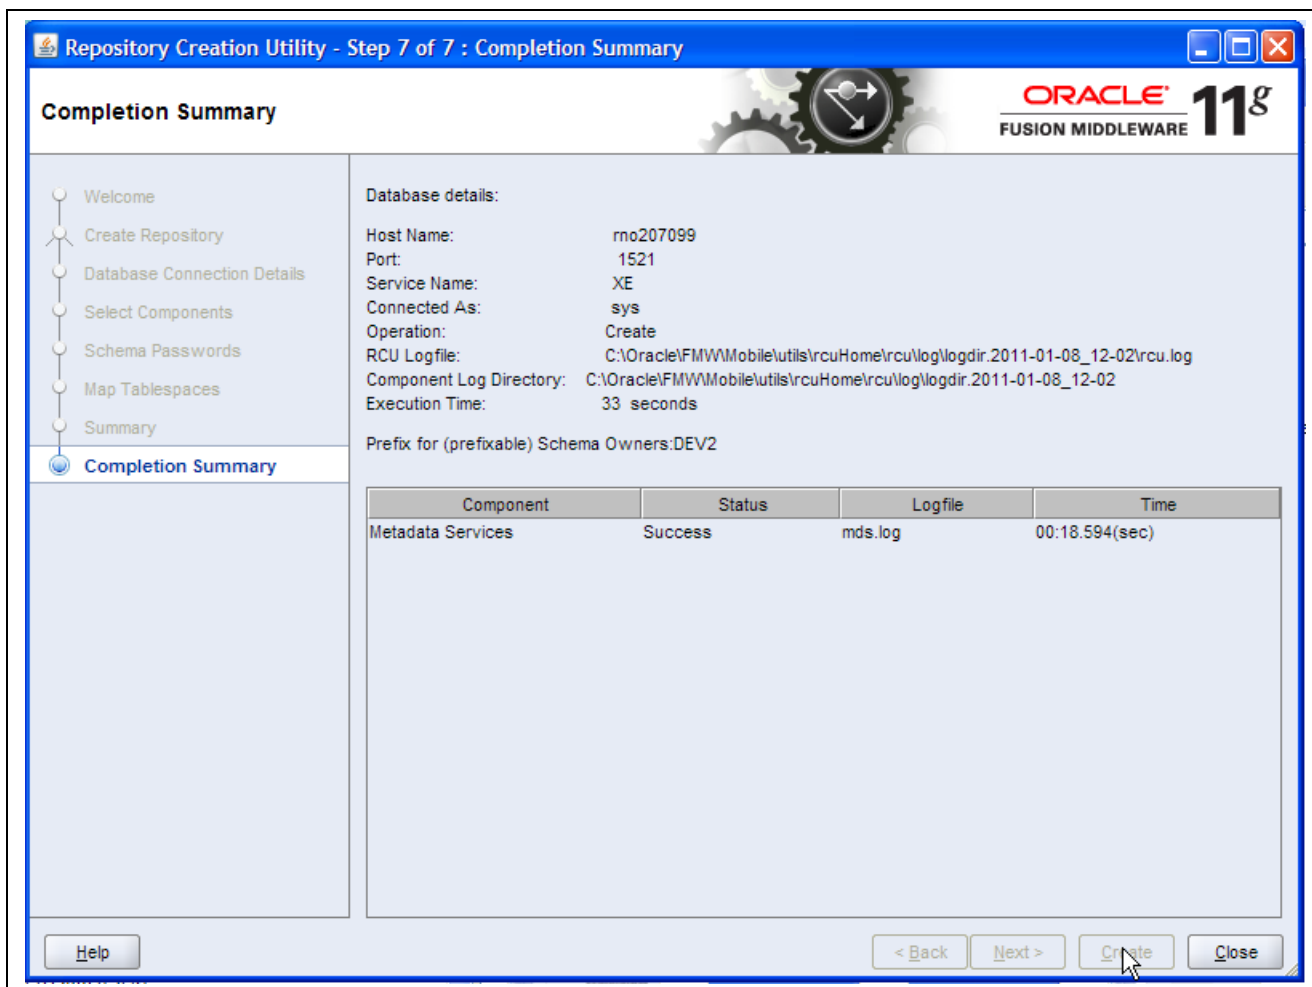 Repository Creation Utility - Step 7 of 7 : Completion Summary
Completion Summary
ORACLE
FUSION MIDDLEWARE 11g
Welcome
Create Repository
Database Connection Details
Select Components
Schema Passwords
Map Tablespaces
Summary
Completion Summary
Database details:
Host Name: rno207099
Port: 1521
Service Name: XE
Connected As: sys
Operation: Create
RCU Logfile: C:\Oracle\FMW\Mobile\utils\rcuHome\rcu\log\logdir.2011-01-08_12-02\rcu.log
Component Log Directory: C:\Oracle\FMW\Mobile\utils\rcuHome\rcu\log\logdir.2011-01-08_12-02
Execution Time: 33 seconds
Prefix for (prefixable) Schema Owners:DEV2
Component Status Logfile Time
Metadata Services Success mds.log 00:18.594(sec)
Help < Back Next > Create Close